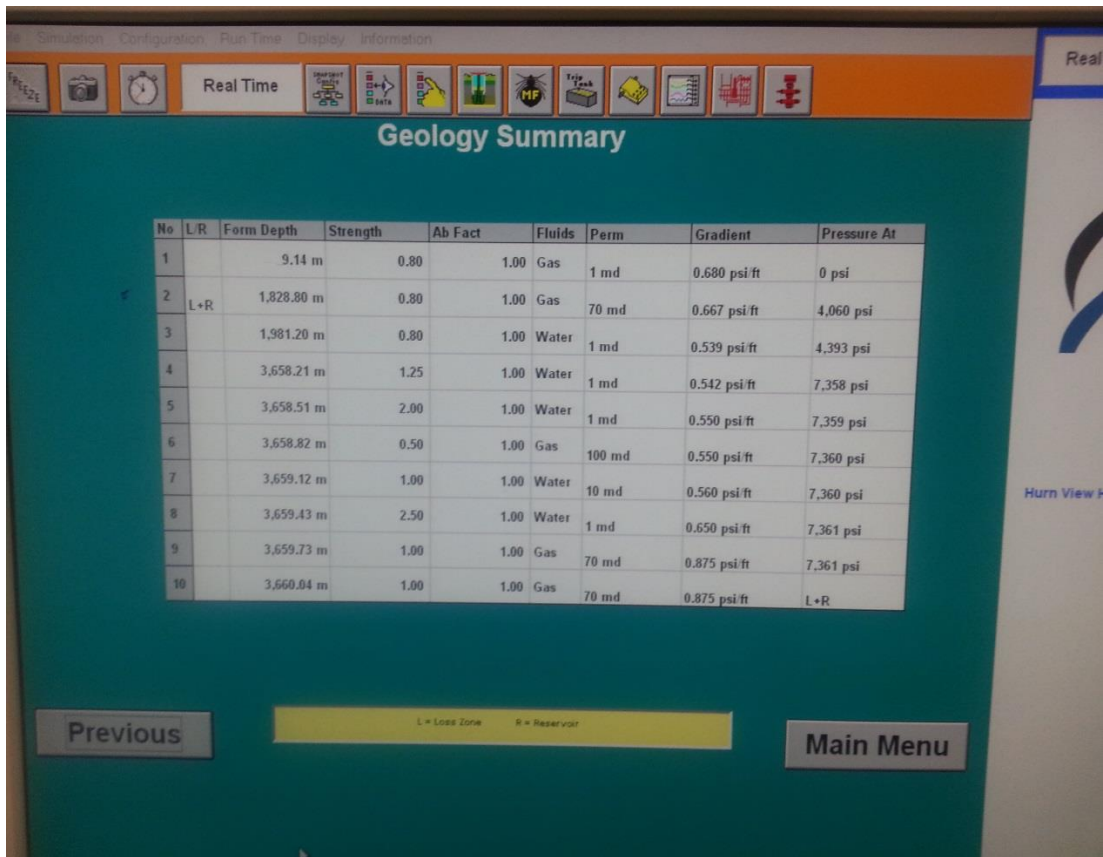 Simulation Configuration Run Time Display Information
FREEZE
Real Time
DATA
MF
Trip Tank
Real
Geology Summary
No L/R Form Depth Strength Ab Fact Fluids Perm Gradient Pressure At
1 9.14 m 0.80 1.00 Gas 1 md 0.680 psi/ft 0 psi
2 L+R 1,828.80 m 0.80 1.00 Gas 70 md 0.667 psi/ft 4,060 psi
3 1,981.20 m 0.80 1.00 Water 1 md 0.539 psi/ft 4,393 psi
4 3,658.21 m 1.25 1.00 Water 1 md 0.542 psi/ft 7,358 psi
5 3,658.51 m 2.00 1.00 Water 1 md 0.550 psi/ft 7,359 psi
6 3,658.82 m 0.50 1.00 Gas 100 md 0.550 psi/ft 7,360 psi
7 3,659.12 m 1.00 1.00 Water 10 md 0.560 psi/ft 7,360 psi
8 3,659.43 m 2.50 1.00 Water 1 md 0.650 psi/ft 7,361 psi
9 3,659.73 m 1.00 1.00 Gas 70 md 0.875 psi/ft 7,361 psi
10 3,660.04 m 1.00 1.00 Gas 70 md 0.875 psi/ft L+R
Hurn View
L = Loss Zone R = Reservoir
Previous
Main Menu